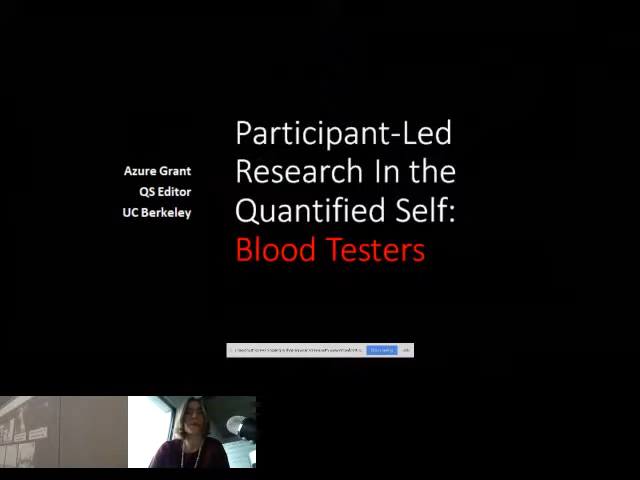 Participant-Led
Research In the
Quantified Self:
Blood Testers
Azure Grant
QS Editor
UC Berkeley